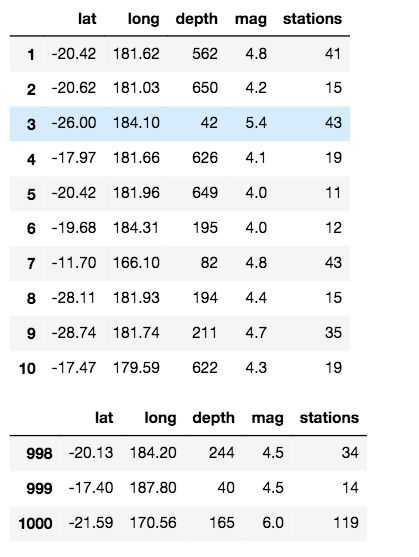 lat long depth mag stations
1 -20.42 181.62 562 4.8 41
2 -20.62 181.03 650 4.2 15
3 -26.00 184.10 42 5.4 43
4 -17.97 181.66 626 4.1 19
5 -20.42 181.96 649 4.0 11
6 -19.68 184.31 195 4.0 12
7 -11.70 166.10 82 4.8 43
8 -28.11 181.93 194 4.4 15
9 -28.74 181.74 211 4.7 35
10 -17.47 179.59 622 4.3 19
lat long depth mag stations
998 -20.13 184.20 244 4.5 34
999 -17.40 187.80 40 4.5 14
1000 -21.59 170.56 165 6.0 119